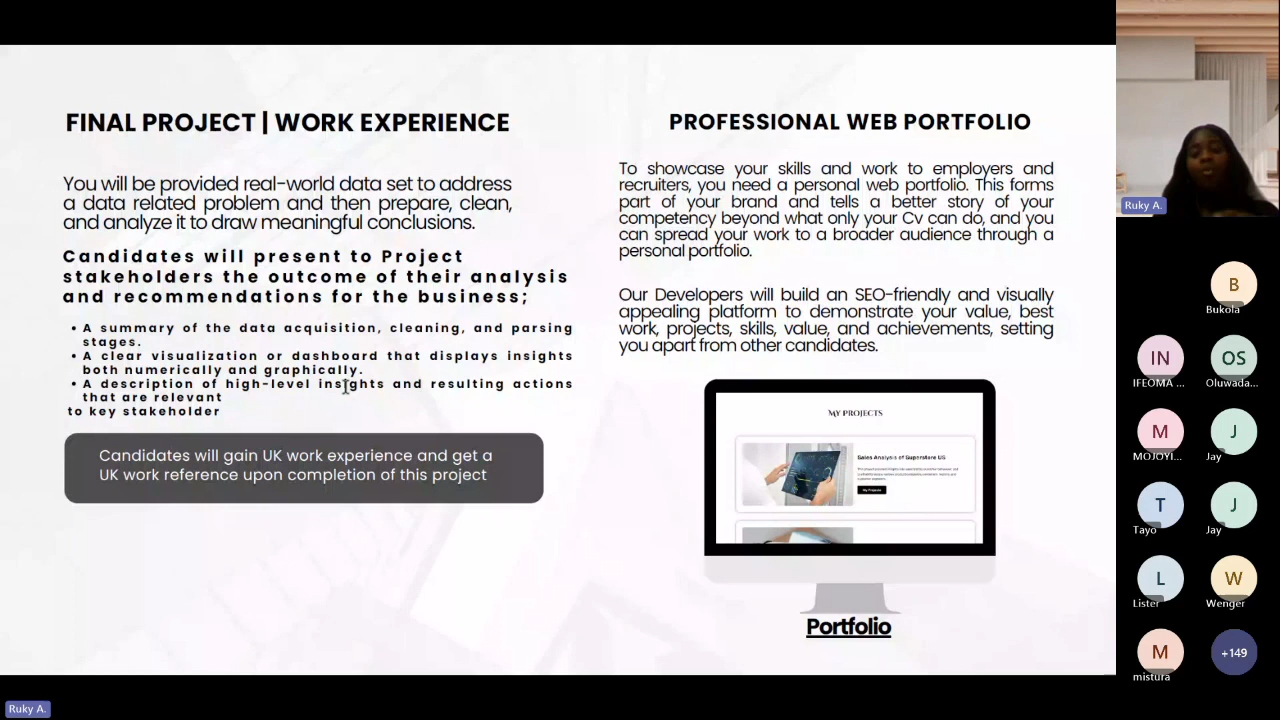 FINAL PROJECT | WORK EXPERIENCE
You will be provided real-world data set to address
a data related problem and then prepare, clean,
and analyze it to draw meaningful conclusions.
Candidates will present to Project
stakeholders the outcome of their analysis
and recommendations for the business;
• A summary of the data acquisition, cleaning, and parsing
stages.
• A clear visualization or dashboard that displays insights
both numerically and graphically.
• A description of high-level insights and resulting actions
that are relevant
to key stakeholder
Candidates will gain UK work experience and get a
UK work reference upon completion of this project
PROFESSIONAL WEB PORTFOLIO
To showcase your skills and work to employers and
recruiters, you need a personal web portfolio. This forms
part of your brand and tells a better story of your
competency beyond what only your Cv can do, and you
can spread your work to a broader audience through a
personal portfolio.
Our Developers will build an SEO-friendly and visually
appealing platform to demonstrate your value, best
work, projects, skills, value, and achievements, setting
you apart from other candidates.
MY PROJECTS
Sales Analysis of Superstore US
My Projects
Portfolio
Ruky A.
B
Bukola
IN
IFEOMA ...
OS
Oluwada...
M
MOJOYI...
J
Jay
T
Tayo
J
Jay
L
Lister
W
Wenger
M
mistura
+149
Ruky A.